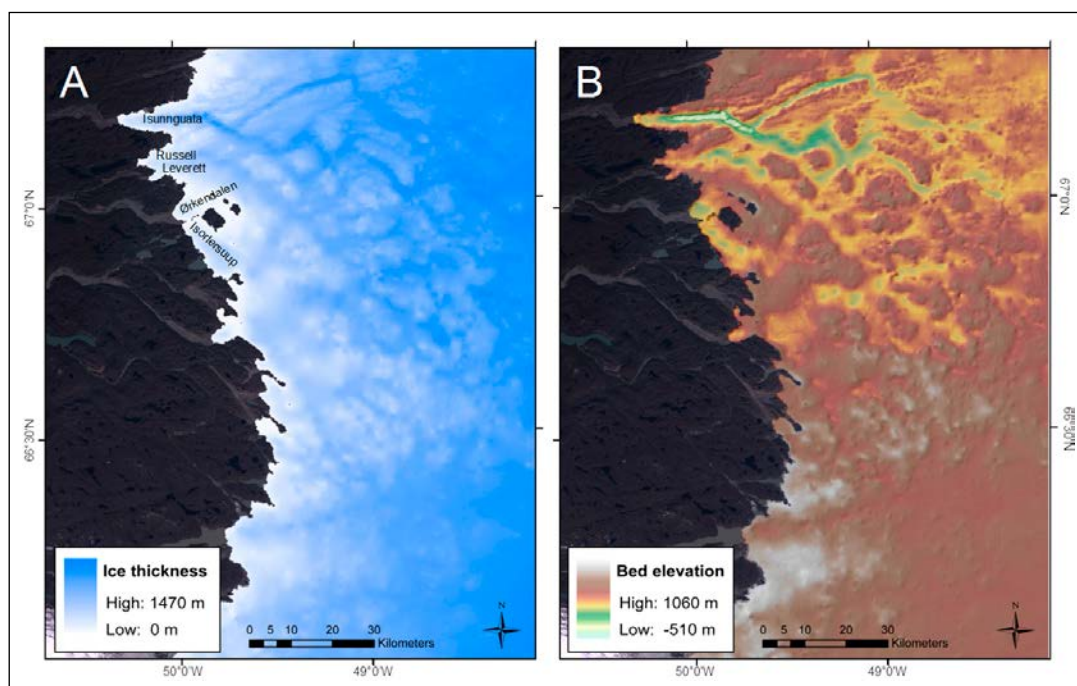 A
Isunnguata
Russell
Leverett
Ørkendalen
67°0'N
66°30'N
Ice thickness
High: 1470 m
Low: 0 m
N
0 5 10 20 30
Kilometers
50°0'W
49°0'W
B
67°0'N
66°30'N
Bed elevation
High: 1060 m
Low: -510 m
N
0 5 10 20 30
Kilometers
50°0'W
49°0'W